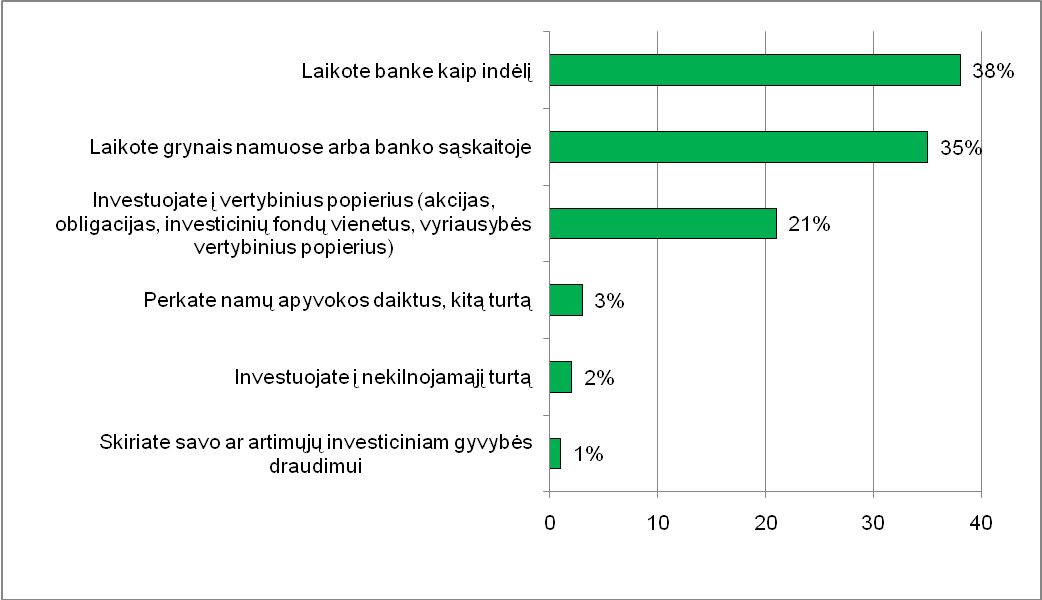 Laikote banke kaip indėlį
38%
Laikote grynais namuose arba banko sąskaitoje
35%
Investuojate į vertybinius popierius (akcijas,
obligacijas, investicinių fondų vienetus, vyriausybės
vertybinius popierius)
21%
Perkate namų apyvokos daiktus, kitą turtą
3%
Investuojate į nekilnojamąjį turtą
2%
Skiriate savo ar artimųjų investiciniam gyvybės
draudimui
1%
0 10 20 30 40